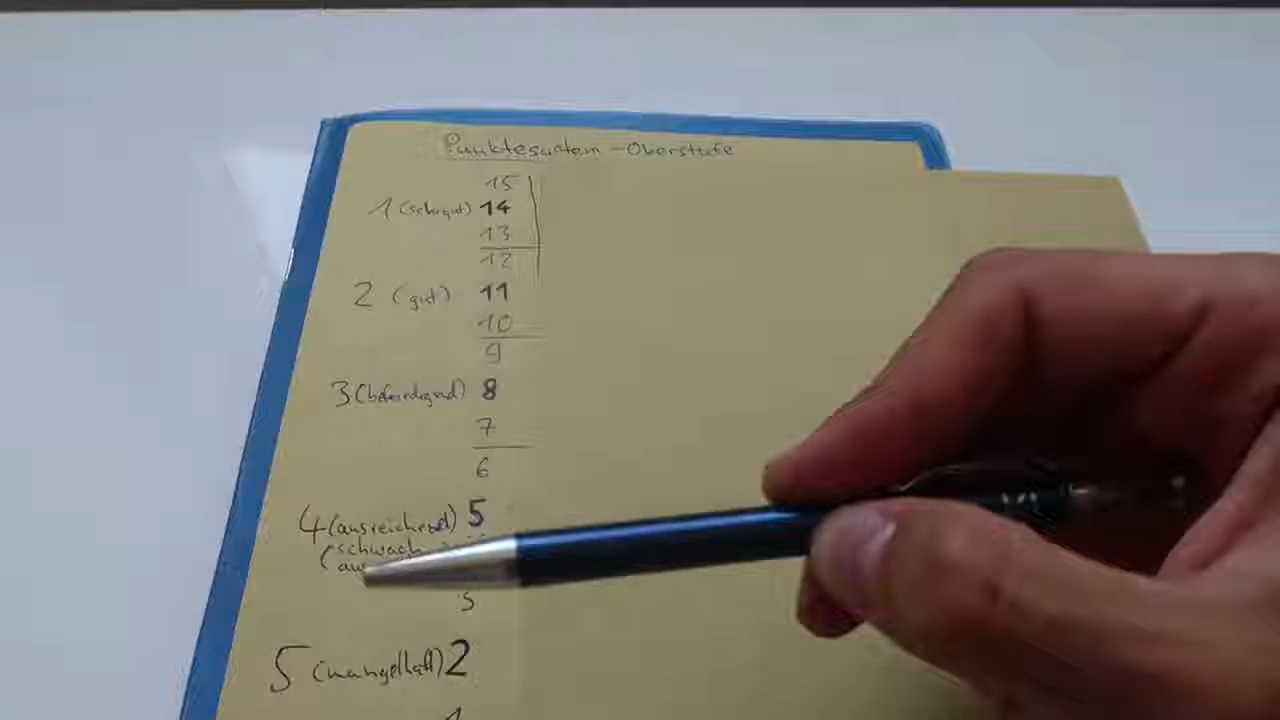 Punktesystem - Oberstufe
15
1 (sehr gut) 14
13
12
2 (gut) 11
10
9
3 (befriedigend) 8
7
6
4 (ausreichend) 5
(schwach
3
5 (mangelhaft) 2
1